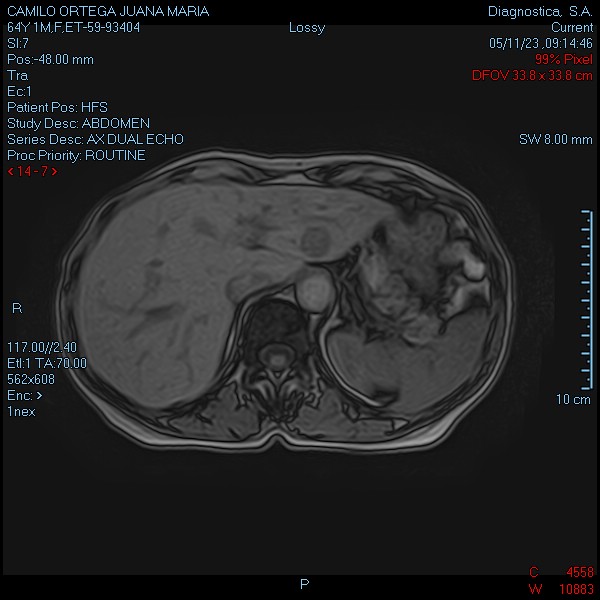 CAMILO ORTEGA JUANA MARIA
64Y 1M,F,ET-59-93404
Sl:7
Pos:-48.00 mm
Tra
Ec:1
Patient Pos: HFS
Study Desc: ABDOMEN
Series Desc: AX DUAL ECHO
Proc Priority: ROUTINE
< 14 - 7 >
Lossy
Diagnostica, S.A.
Current
05/11/23 ,09:14:46
99% Pixel
DFOV 33.8 x 33.8 cm
SW 8.00 mm
R
117.00//2.40
Etl:1 TA:70.00
562x608
Enc: >
1nex
10 cm
P
C 4558
W 10883